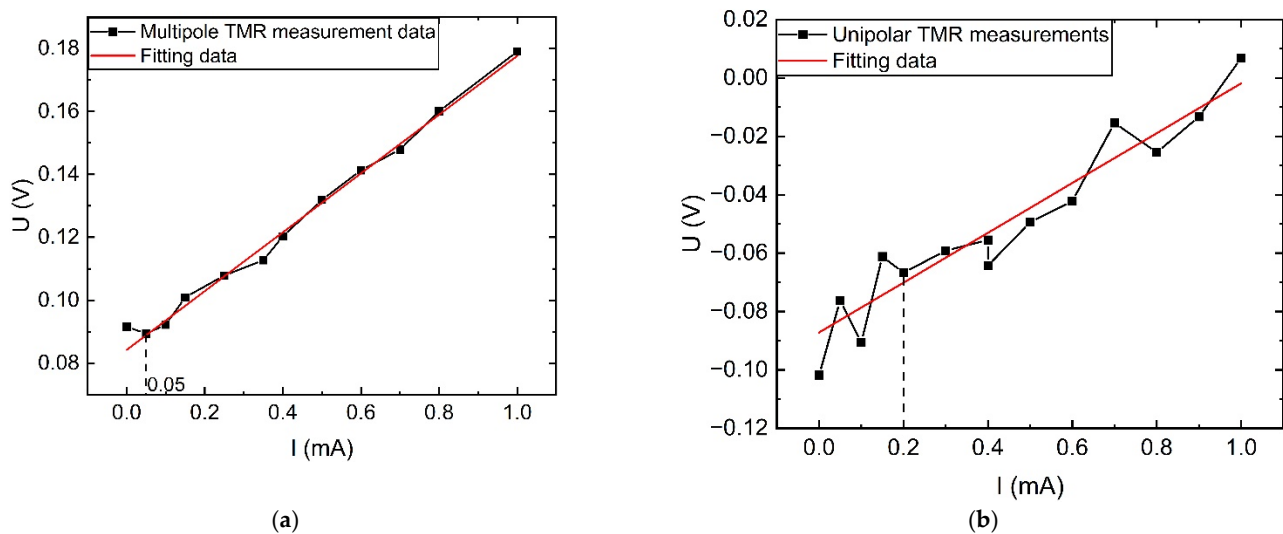 Multipole TMR measurement data
Fitting data
0.18
0.16
0.14
0.12
0.10
0.08
U (V)
0.05
0.0 0.2 0.4 0.6 0.8 1.0
I (mA)
(a)
Unipolar TMR measurements
Fitting data
0.02
0.00
−0.02
−0.04
−0.06
−0.08
−0.10
−0.12
U (V)
0.0 0.2 0.4 0.6 0.8 1.0
I (mA)
(b)